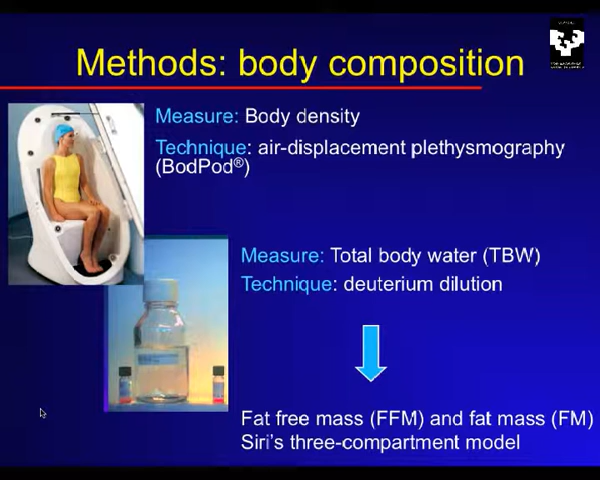 Methods: body composition
Measure: Body density
Technique: air-displacement plethysmography
(BodPod®)
Measure: Total body water (TBW)
Technique: deuterium dilution
Fat free mass (FFM) and fat mass (FM)
Siri's three-compartment model